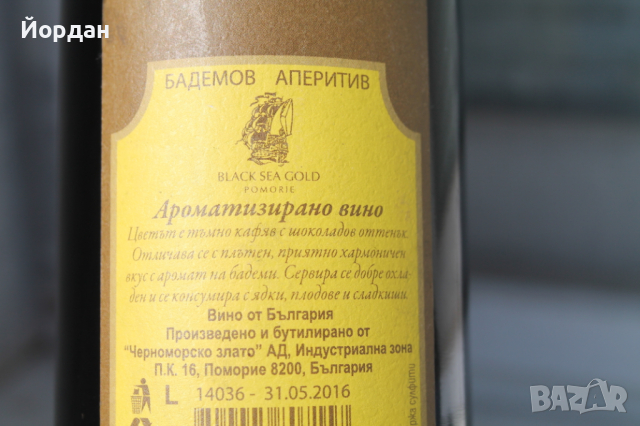 Йордан
БАДЕМОВ АПЕРИТИВ
BLACK SEA GOLD
POMORIE
Ароматизирано вино
Цветът е тъмно кафяв с шоколадов оттенък.
Отличава се с плътен, приятно хармоничен
вкус с аромат на бадеми. Сервира се добре охла-
ден и се консумира с ядки, плодове и сладкиши.
Вино от България
Произведено и бутилирано от
“Черноморско злато” АД, Индустриална зона
П.К. 16, Поморие 8200, България
L 14036 - 31.05.2016
сулфити
BAZAR